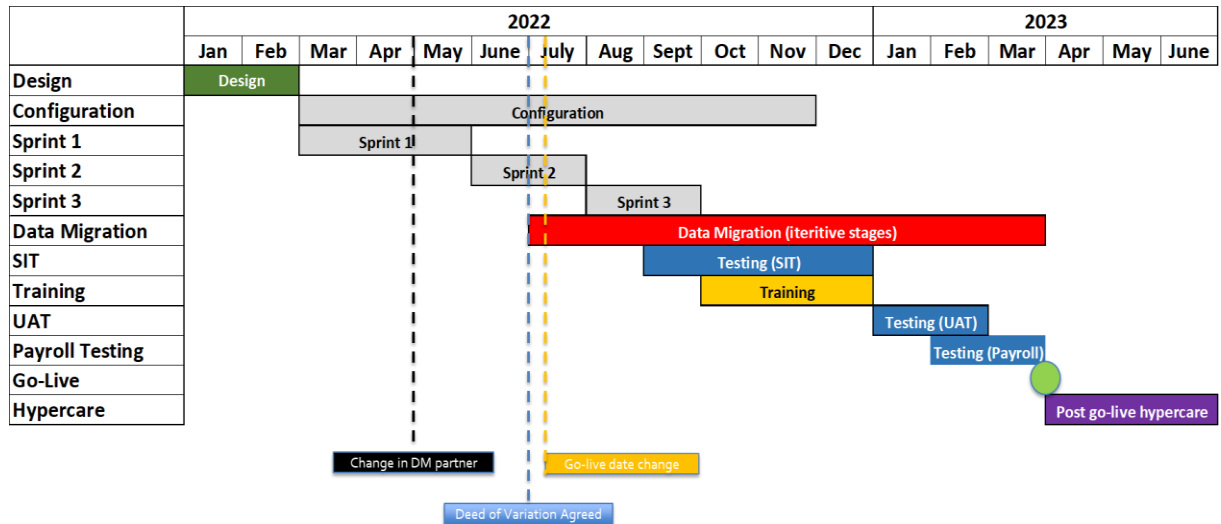 2022 2023
Jan Feb Mar Apr May June July Aug Sept Oct Nov Dec Jan Feb Mar Apr May June
Design Design
Configuration Configuration
Sprint 1 Sprint 1
Sprint 2 Sprint 2
Sprint 3 Sprint 3
Data Migration Data Migration (iteritive stages)
SIT Testing (SIT)
Training Training
UAT Testing (UAT)
Payroll Testing Testing (Payroll)
Go-Live
Hypercare Post go-live hypercare
Change in DM partner Go-live date change
Deed of Variation Agreed